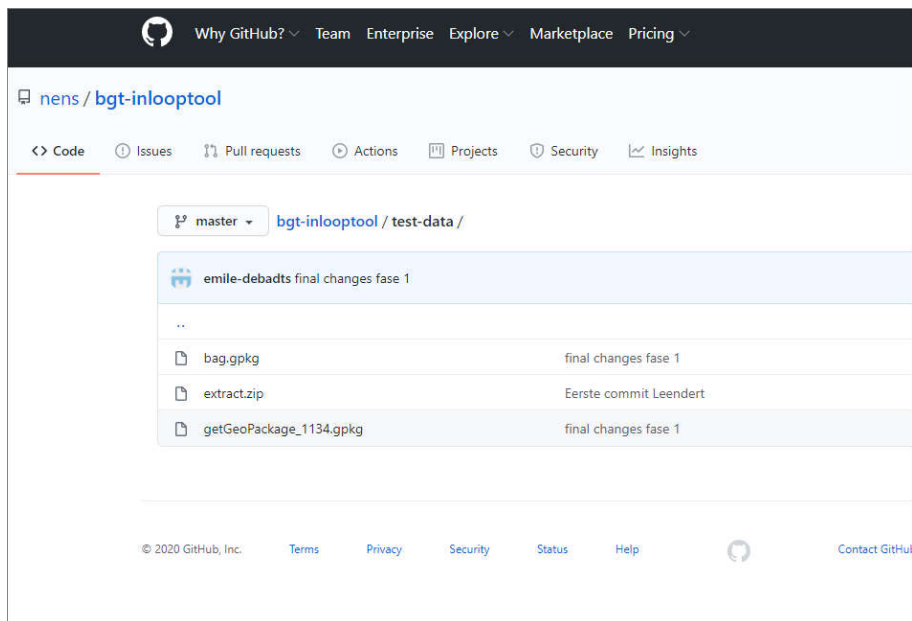 Why GitHub? Team Enterprise Explore Marketplace Pricing
nens / bgt-inlooptool
Code Issues Pull requests Actions Projects Security Insights
master bgt-inlooptool / test-data /
emile-debadts final changes fase 1
..
bag.gpkg final changes fase 1
extract.zip Eerste commit Leendert
getGeoPackage_1134.gpkg final changes fase 1
© 2020 GitHub, Inc. Terms Privacy Security Status Help Contact GitHub